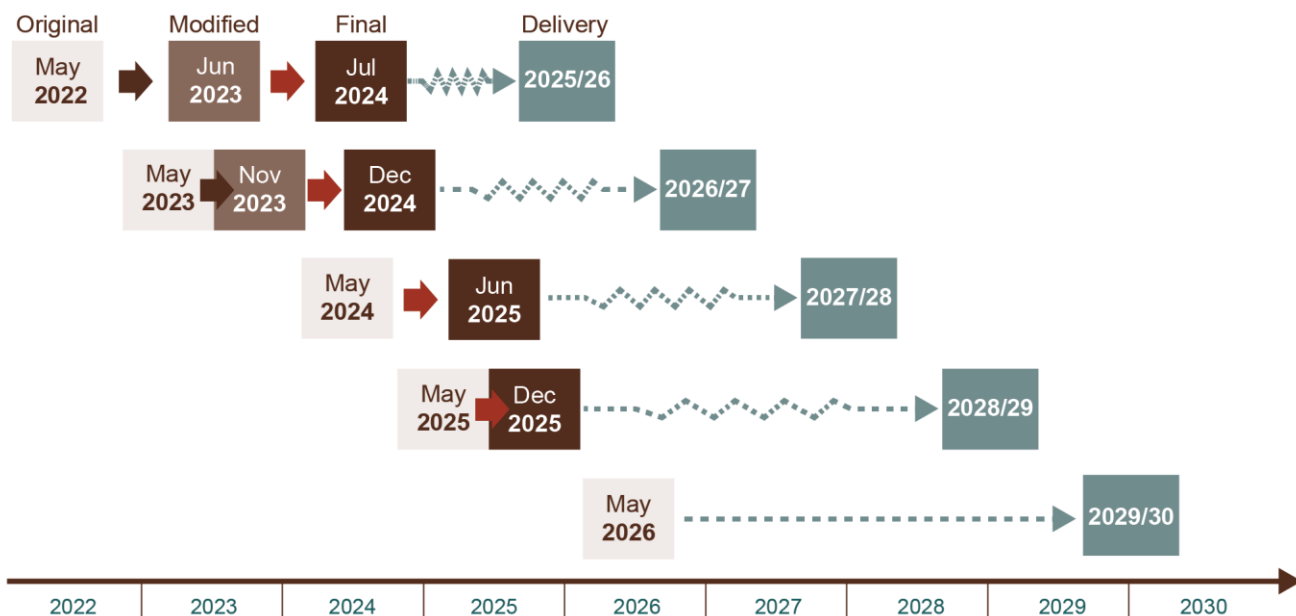 Original Modified Final Delivery
May Jun Jul
2022 2023 2024 2025/26
May Nov Dec
2023 2023 2024 2026/27
May Jun
2024 2025 2027/28
May Dec
2025 2025 2028/29
May
2026 2029/30
2022 2023 2024 2025 2026 2027 2028 2029 2030